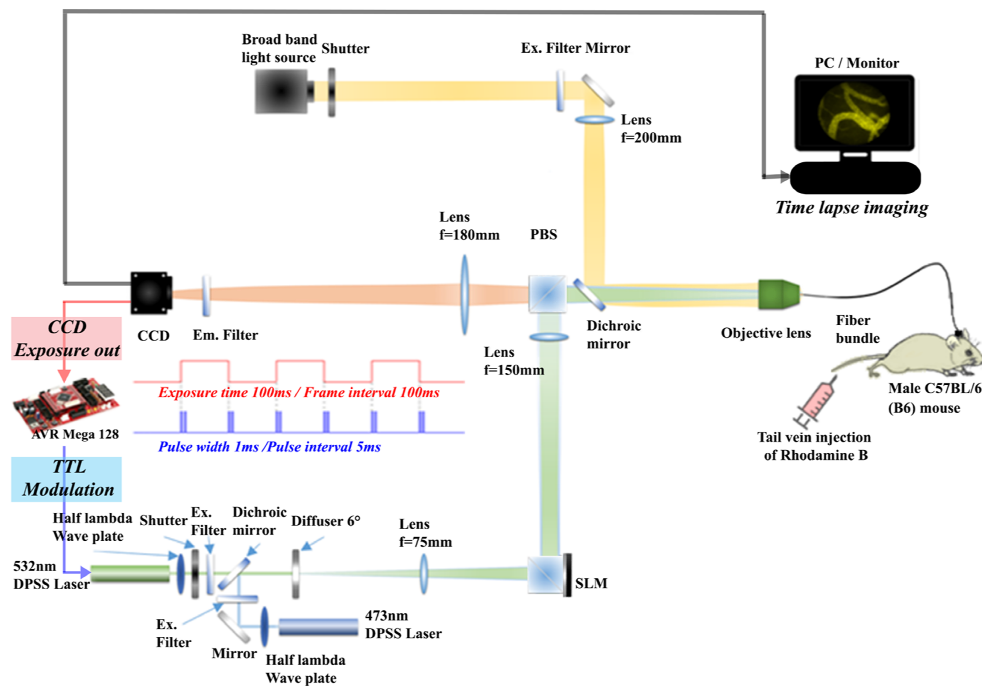 Broad band
light source
Shutter
Ex. Filter Mirror
PC / Monitor
Lens
f=200mm
Time lapse imaging
Lens
f=180mm
PBS
CCD
Em. Filter
Dichroic
mirror
Objective lens
Fiber
bundle
Lens
f=150mm
CCD
Exposure out
Exposure time 100ms / Frame interval 100ms
AVR Mega 128
Pulse width 1ms /Pulse interval 5ms
Male C57BL/6
(B6) mouse
Tail vein injection
of Rhodamine B
TTL
Modulation
Half lambda
Wave plate
Shutter
Ex.
Filter
Dichroic
mirror
Diffuser 6°
Lens
f=75mm
532nm
DPSS Laser
SLM
Ex.
Filter
Mirror
473nm
DPSS Laser
Half lambda
Wave plate